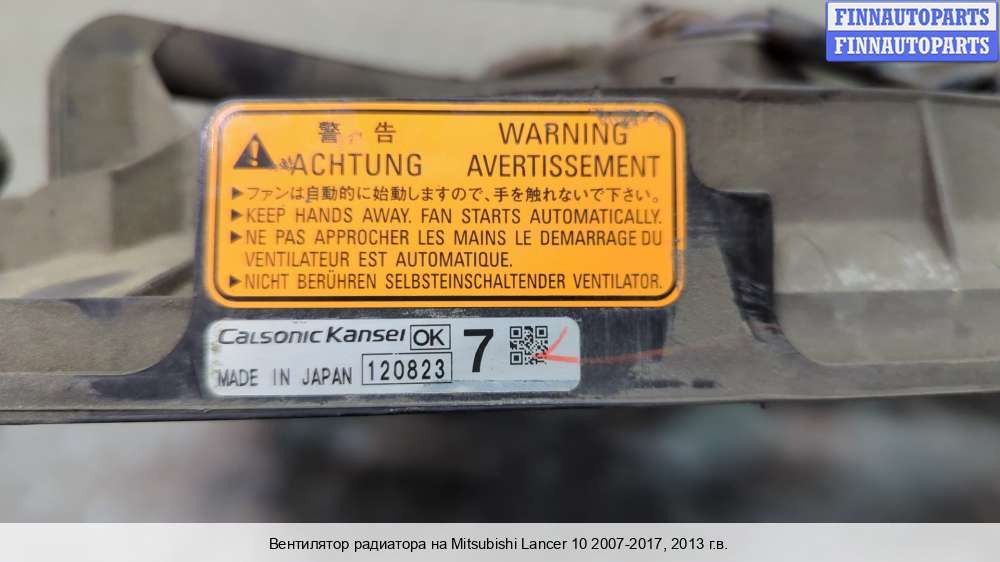 FINNAUTOPARTS
FINNAUTOPARTS
警告 WARNING
ACHTUNG AVERTISSEMENT
▶ファンは自動的に始動しますので、手を触れないで下さい。
▶KEEP HANDS AWAY. FAN STARTS AUTOMATICALLY.
▶NE PAS APPROCHER LES MAINS LE DEMARRAGE DU
VENTILATEUR EST AUTOMATIQUE.
▶NICHT BERÜHREN SELBSTEINSCHALTENDER VENTILATOR.
Calsonic Kansei OK 7
MADE IN JAPAN 120823
Вентилятор радиатора на Mitsubishi Lancer 10 2007-2017, 2013 г.в.